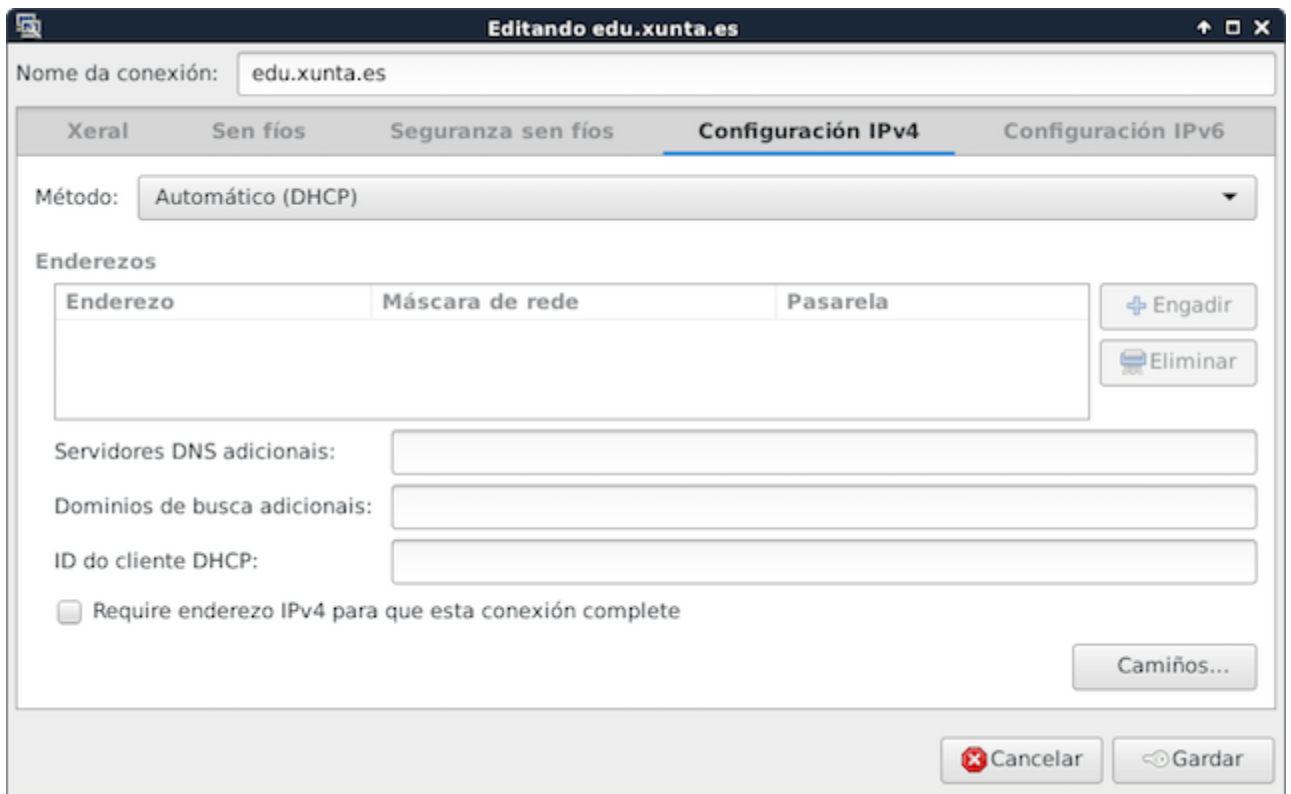 Editando edu.xunta.es
Nome da conexión: edu.xunta.es
Xeral Sen fíos Seguranza sen fíos Configuración IPv4 Configuración IPv6
Método: Automático (DHCP)
Enderezos
Enderezo Máscara de rede Pasarela
Engadir
Eliminar
Servidores DNS adicionais:
Dominios de busca adicionais:
ID do cliente DHCP:
Require enderezo IPv4 para que esta conexión complete
Camiños...
Cancelar Gardar